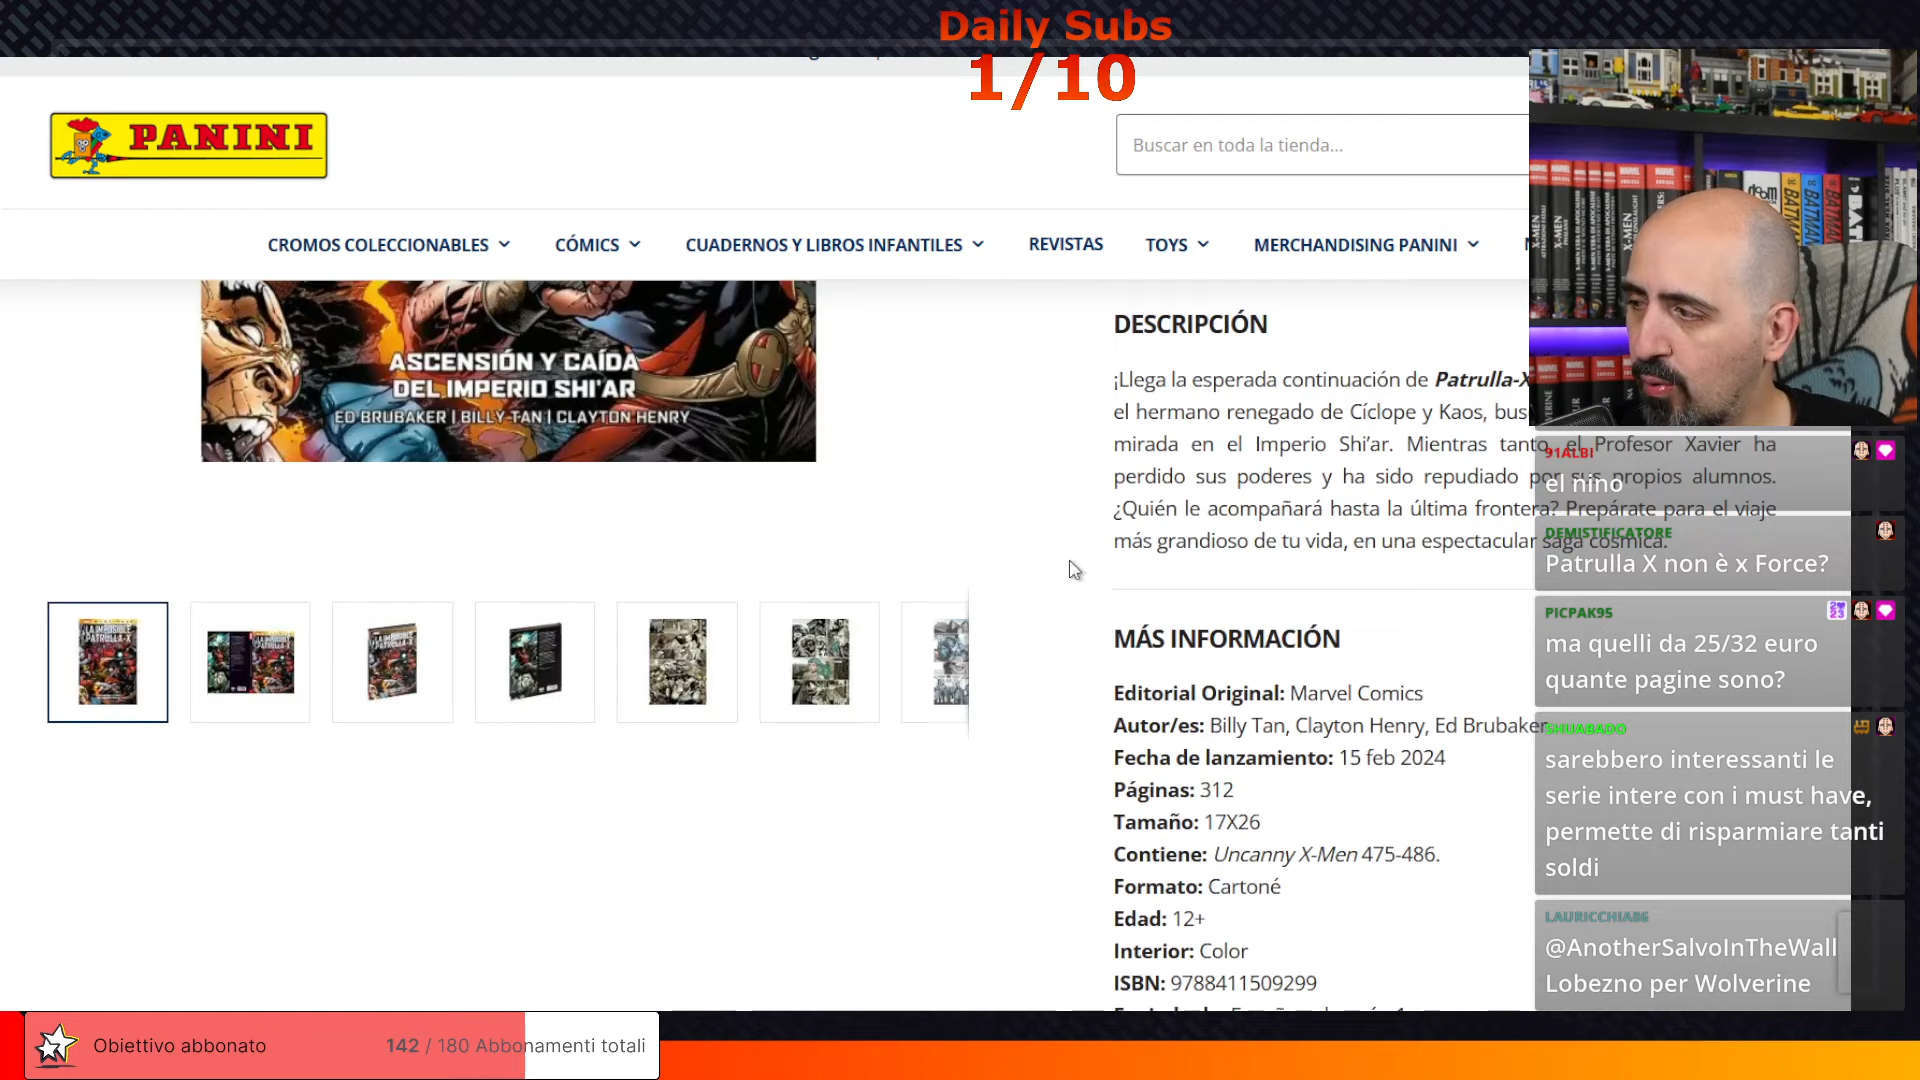 Daily Subs
1/10
PANINI
Buscar en toda la tienda...
CROMOS COLECCIONABLES
CÓMICS
CUADERNOS Y LIBROS INFANTILES
REVISTAS
TOYS
MERCHANDISING PANINI
ASCENSIÓN Y CAÍDA
DEL IMPERIO SHI'AR
ED BRUBAKER | BILLY TAN | CLAYTON HENRY
DESCRIPCIÓN
¡Llega la esperada continuación de Patrulla-X
el hermano renegado de Cíclope y Kaos, bus
mirada en el Imperio Shi'ar. Mientras tanto, el Profesor Xavier ha
perdido sus poderes y ha sido repudiado por sus propios alumnos.
¿Quién le acompañará hasta la última frontera? Prepárate para el viaje
más grandioso de tu vida, en una espectacular saga cósmica.
MÁS INFORMACIÓN
Editorial Original: Marvel Comics
Autor/es: Billy Tan, Clayton Henry, Ed Brubaker
Fecha de lanzamiento: 15 feb 2024
Páginas: 312
Tamaño: 17X26
Contiene: Uncanny X-Men 475-486.
Formato: Cartoné
Edad: 12+
Interior: Color
ISBN: 9788411509299
91ALBI
el nino
DEMISTIFICATORE
Patrulla X non è x Force?
PICPAK95
ma quelli da 25/32 euro
quante pagine sono?
SHUABADO
sarebbero interessanti le
serie intere con i must have,
permette di risparmiare tanti
soldi
LAURICCHIA86
@AnotherSalvoInTheWall
Lobezno per Wolverine
Obiettivo abbonato
142 / 180 Abbonamenti totali